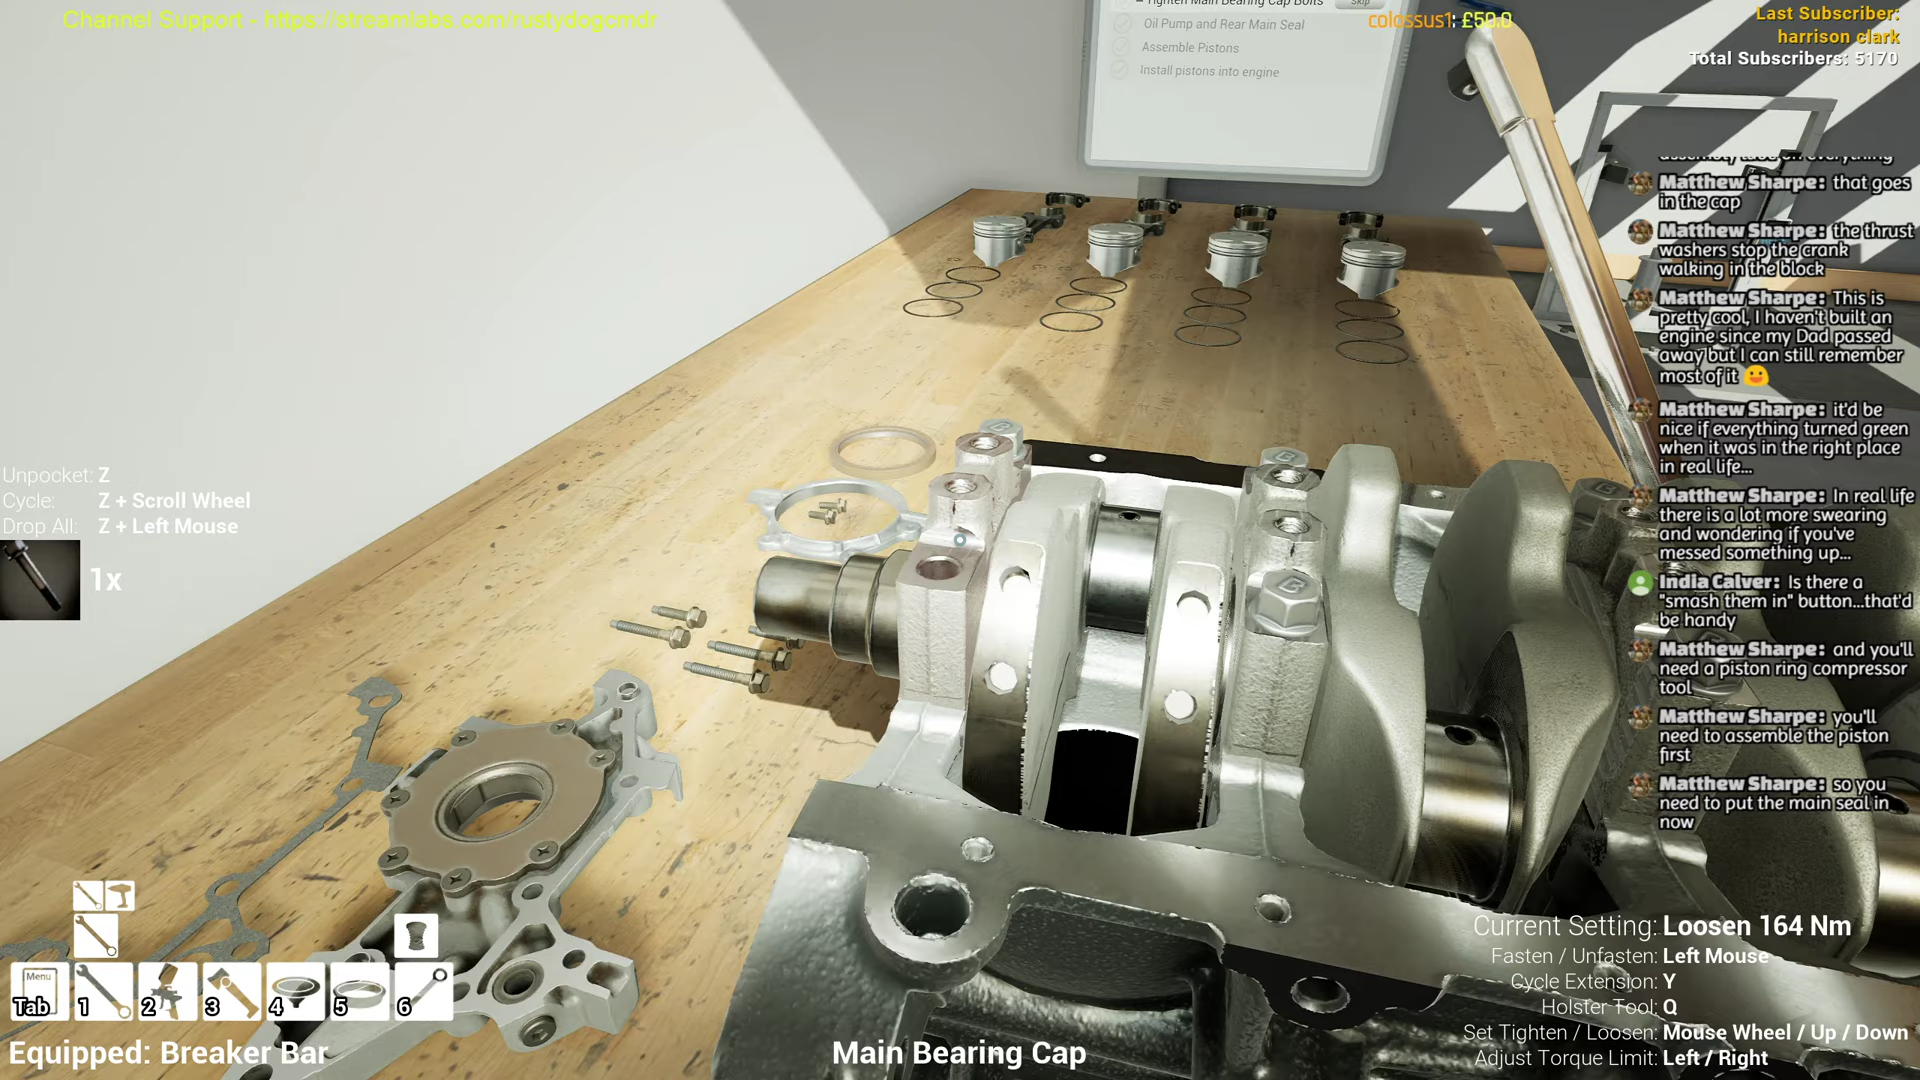 Channel Support - https://streamlabs.com/rustydogcmdr
Tighten Main Bearing Cap Bolts
Skip
Oil Pump and Rear Main Seal
Assemble Pistons
Install pistons into engine
colossus1: £50.0
Last Subscriber:
harrison clark
Total Subscribers: 5170
assembly lube on everything
Matthew Sharpe: that goes
in the cap
Matthew Sharpe: the thrust
washers stop the crank
walking in the block
Matthew Sharpe: This is
pretty cool, I haven't built an
engine since my Dad passed
away but I can still remember
most of it
Matthew Sharpe: it'd be
nice if everything turned green
when it was in the right place
in real life...
Matthew Sharpe: In real life
there is a lot more swearing
and wondering if you've
messed something up...
India Calver: Is there a
"smash them in" button...that'd
be handy
Matthew Sharpe: and you'll
need a piston ring compressor
tool
Matthew Sharpe: you'll
need to assemble the piston
first
Matthew Sharpe: so you
need to put the main seal in
now
Unpocket: Z
Cycle: Z + Scroll Wheel
Drop All: Z + Left Mouse
1x
Menu
Tab 1 2 3 4 5 6
Equipped: Breaker Bar
Main Bearing Cap
Current Setting: Loosen 164 Nm
Fasten / Unfasten: Left Mouse
Cycle Extension: Y
Holster Tool: Q
Set Tighten / Loosen: Mouse Wheel / Up / Down
Adjust Torque Limit: Left / Right